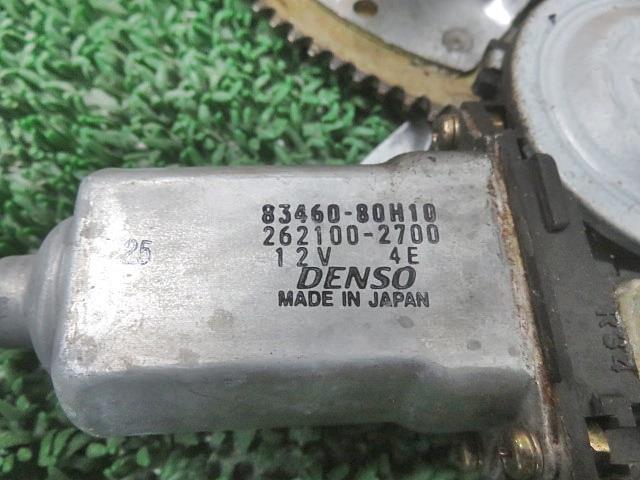 83460-80H10
262100-2700
12V 4E
DENSO
MADE IN JAPAN
25